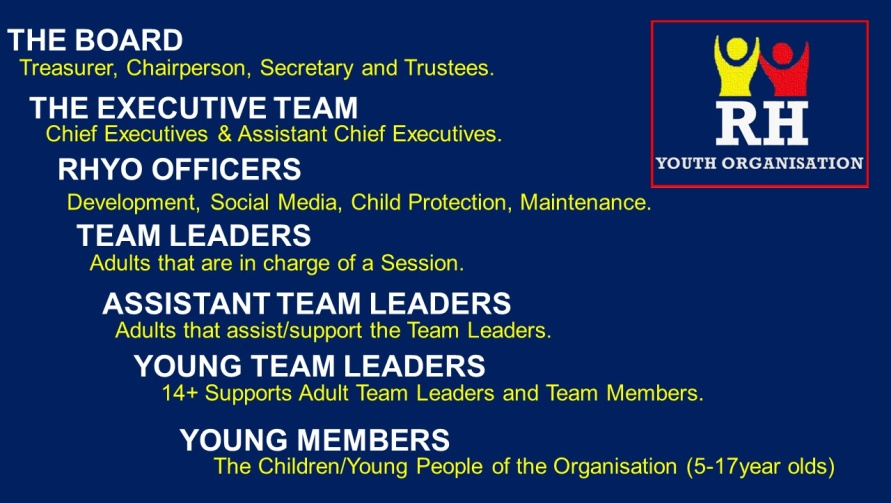 THE BOARD
Treasurer, Chairperson, Secretary and Trustees.
THE EXECUTIVE TEAM
Chief Executives & Assistant Chief Executives.
RHYO OFFICERS
Development, Social Media, Child Protection, Maintenance.
TEAM LEADERS
Adults that are in charge of a Session.
ASSISTANT TEAM LEADERS
Adults that assist/support the Team Leaders.
YOUNG TEAM LEADERS
14+ Supports Adult Team Leaders and Team Members.
YOUNG MEMBERS
The Children/Young People of the Organisation (5-17year olds)
RH
YOUTH ORGANISATION